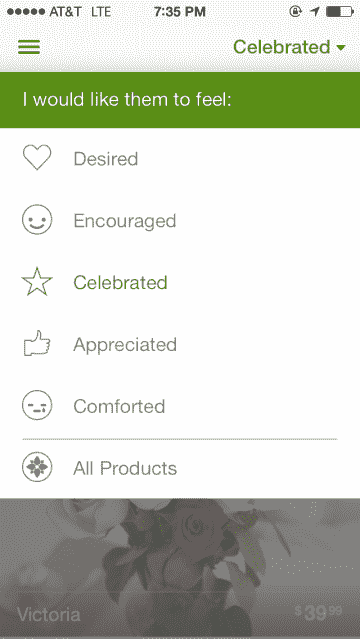 AT&T LTE 7:35 PM
Celebrated
I would like them to feel:
Desired
Encouraged
Celebrated
Appreciated
Comforted
All Products
Victoria $39.99